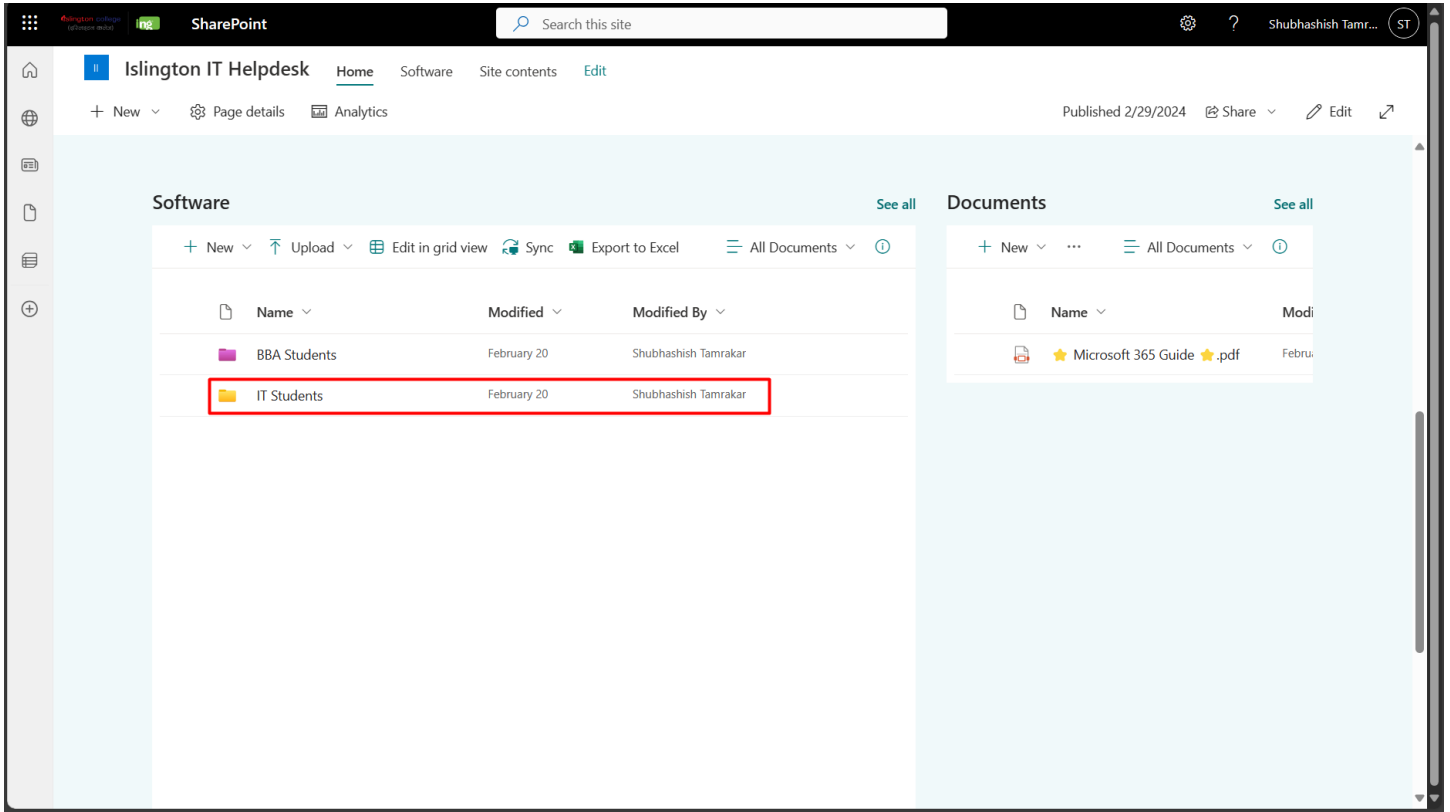 SharePoint
Search this site
? Shubhashish Tamr... ST
Islington IT Helpdesk Home Software Site contents Edit
New Page details Analytics Published 2/29/2024 Share Edit
Software See all
New Upload Edit in grid view Sync Export to Excel All Documents
Name Modified Modified By
BBA Students February 20 Shubhashish Tamrakar
IT Students February 20 Shubhashish Tamrakar
Documents See all
New ... All Documents
Name Modi
Microsoft 365 Guide .pdf Februa